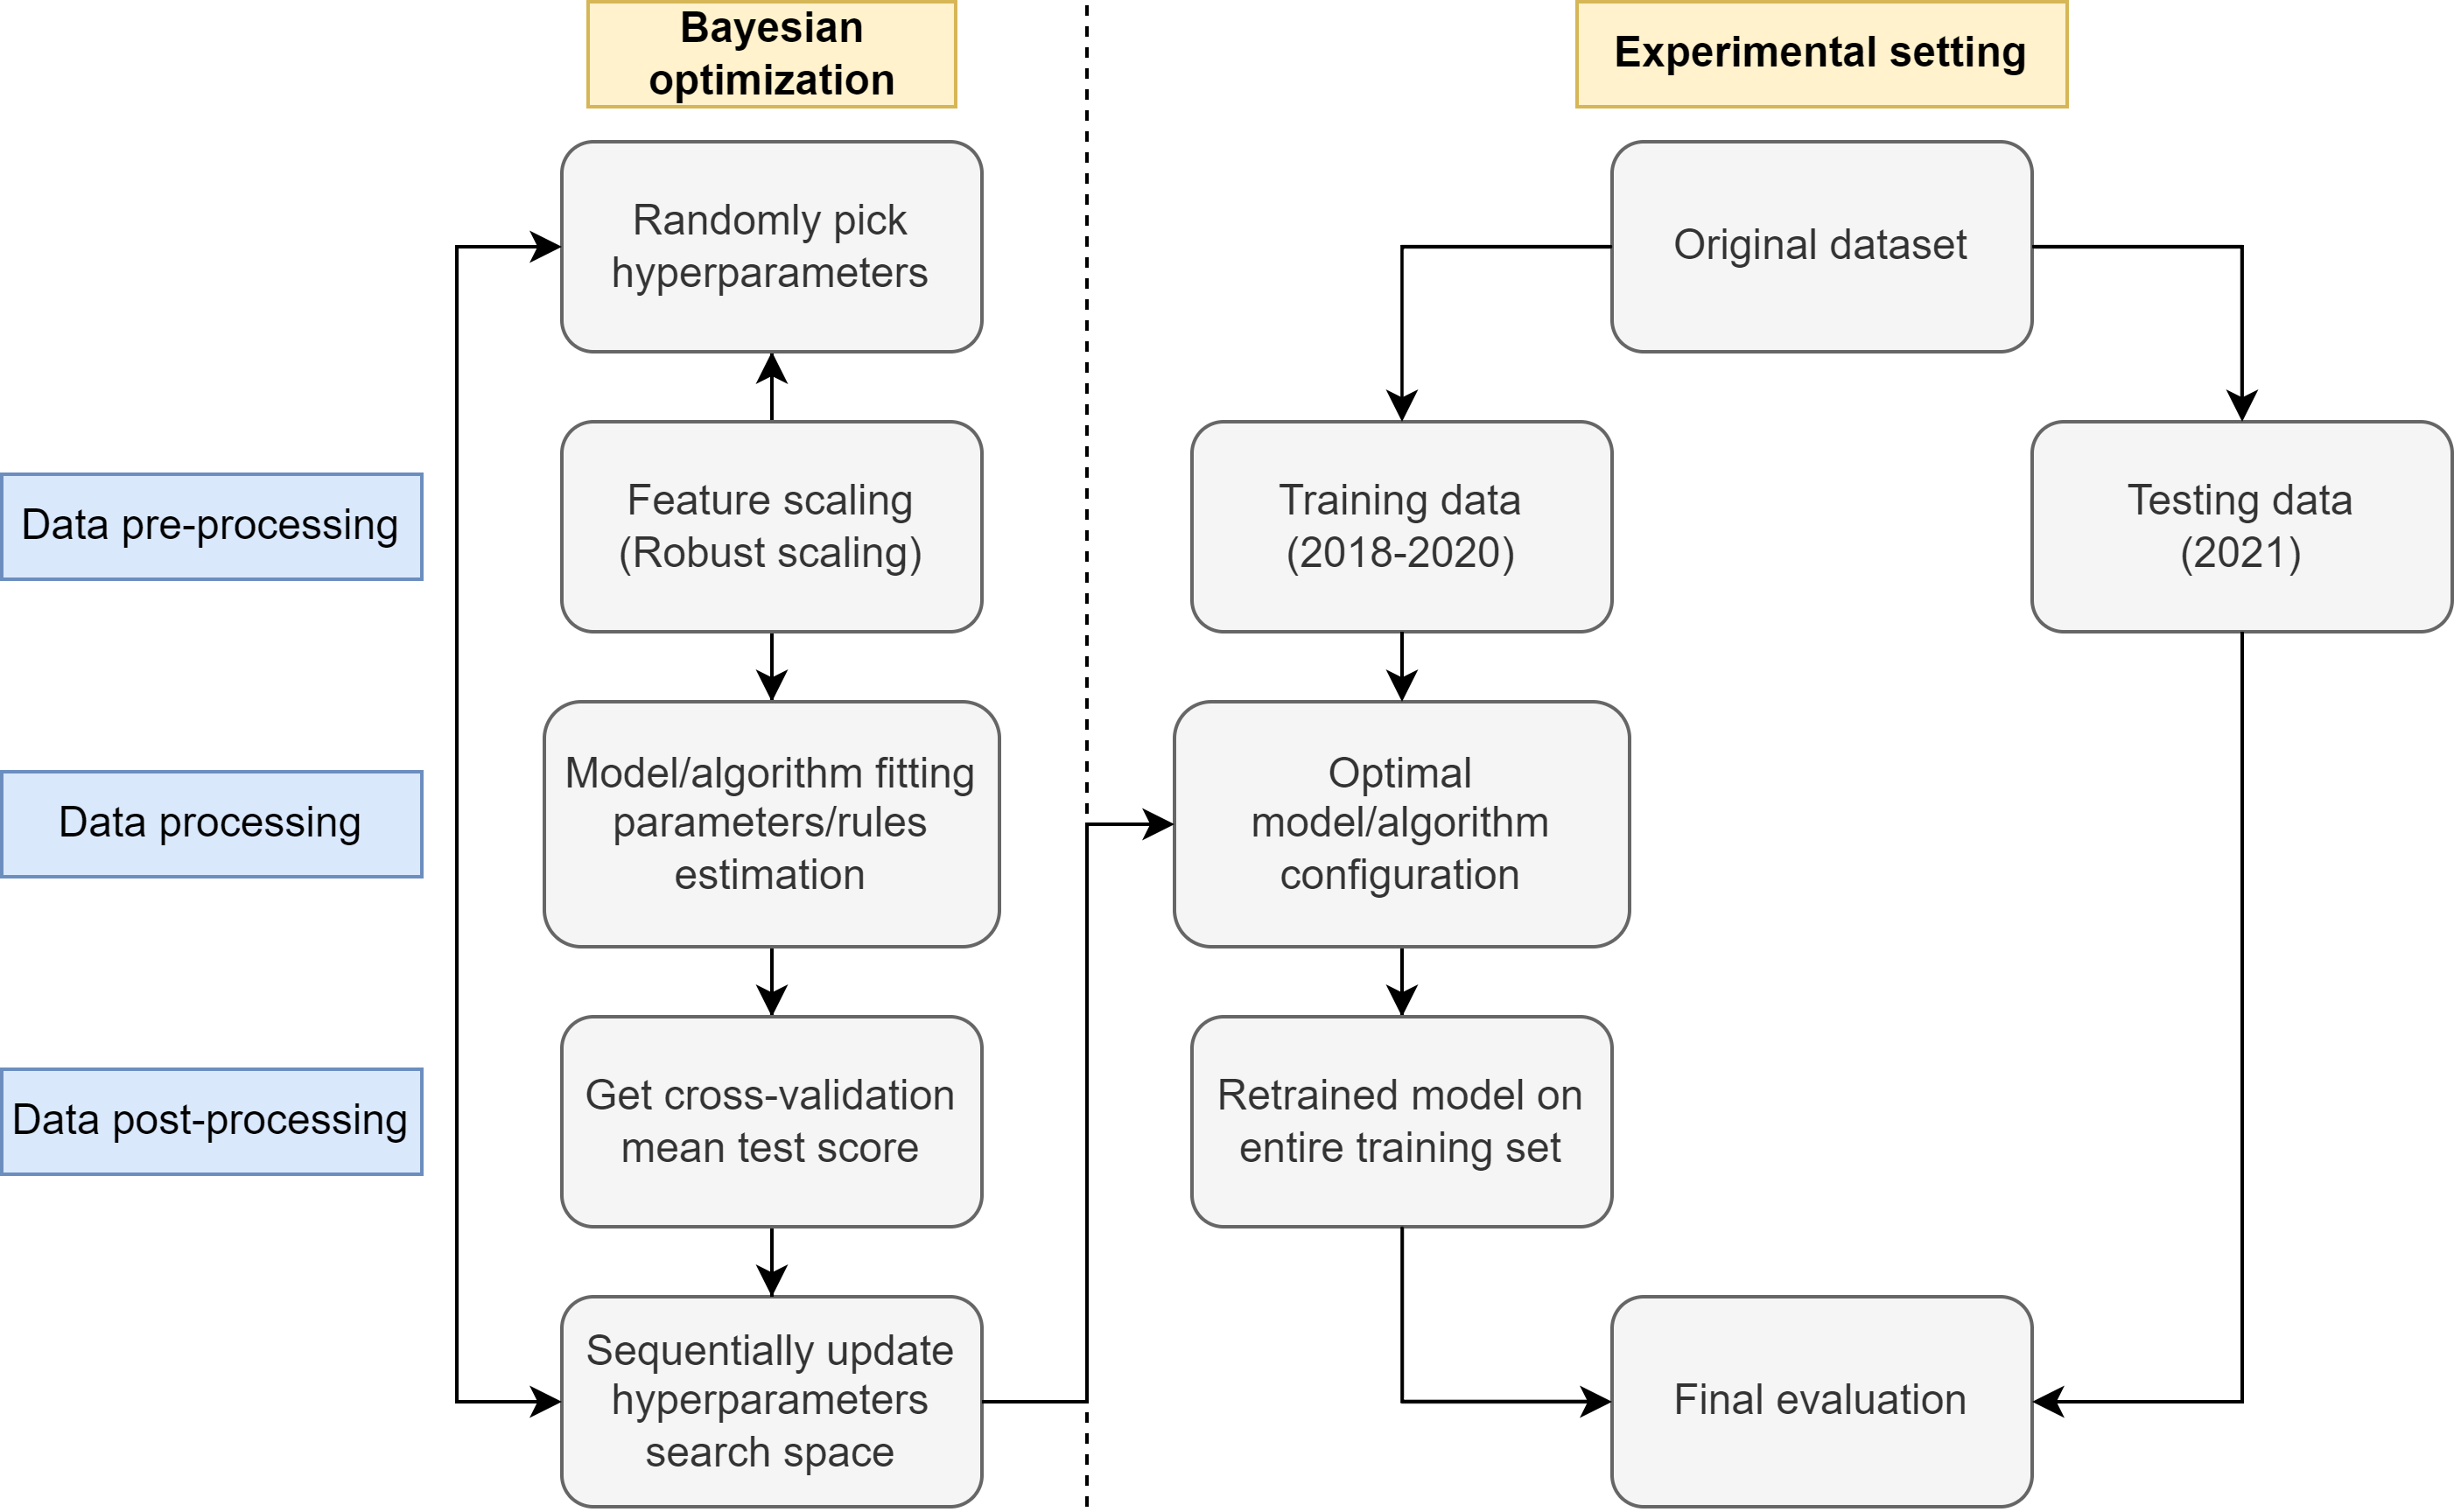 Bayesian
optimization
Experimental setting
Randomly pick
hyperparameters
Original dataset
Data pre-processing
Feature scaling
(Robust scaling)
Training data
(2018-2020)
Testing data
(2021)
Data processing
Model/algorithm fitting
parameters/rules
estimation
Optimal
model/algorithm
configuration
Data post-processing
Get cross-validation
mean test score
Retrained model on
entire training set
Sequentially update
hyperparameters
search space
Final evaluation